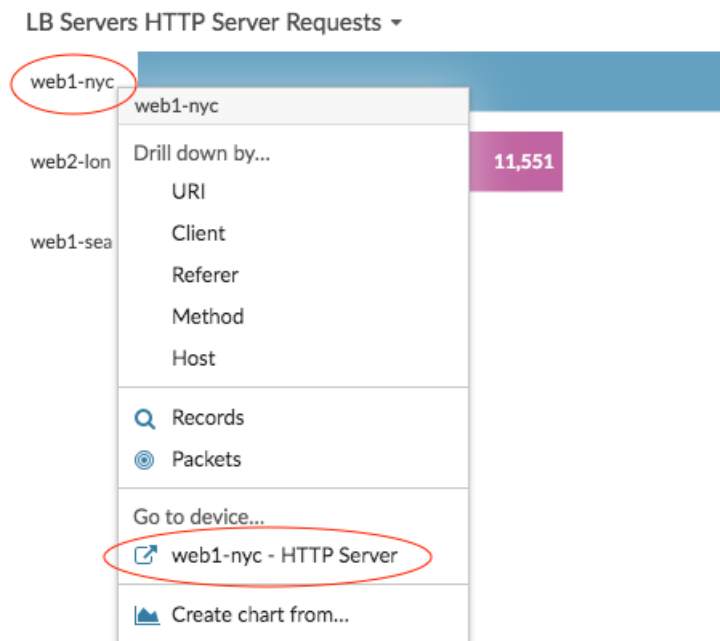 LB Servers HTTP Server Requests
web1-nyc
web1-nyc
Drill down by...
web2-lon
11,551
URI
Client
web1-sea
Referer
Method
Host
Records
Packets
Go to device...
web1-nyc - HTTP Server
Create chart from...